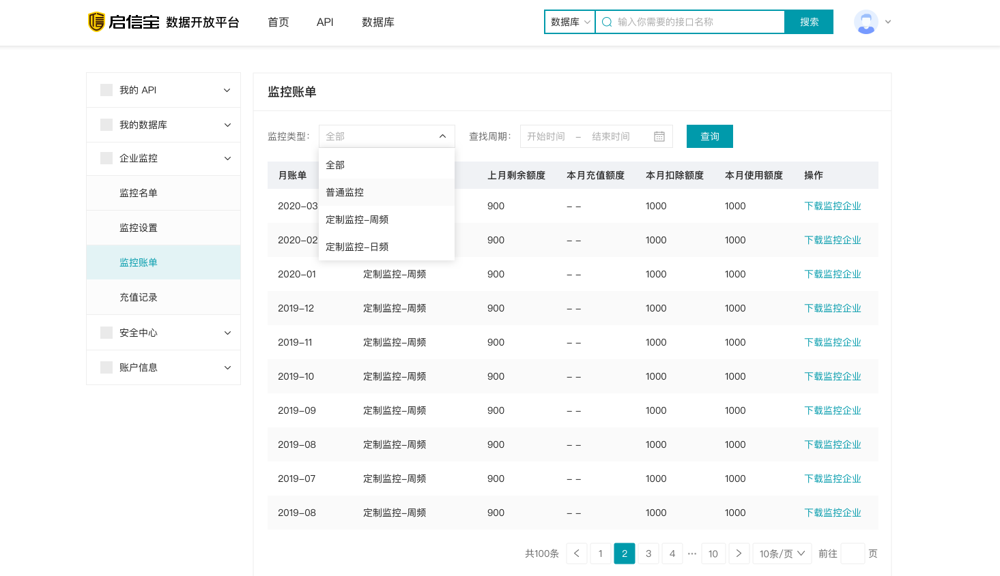 启信宝 数据开放平台 首页 API 数据库 数据库 输入你需要的接口名称 搜索
我的 API
我的数据库
企业监控
监控名单
监控设置
监控账单
充值记录
安全中心
账户信息
监控账单
监控类型: 全部 查找周期: 开始时间 – 结束时间 查询
全部
普通监控
定制监控–周频
定制监控–日频
月账单 上月剩余额度 本月充值额度 本月扣除额度 本月使用额度 操作
2020–03 900 – – 1000 1000 下载监控企业
2020–02 900 – – 1000 1000 下载监控企业
2020–01 定制监控–周频 900 – – 1000 1000 下载监控企业
2019–12 定制监控–周频 900 – – 1000 1000 下载监控企业
2019–11 定制监控–周频 900 – – 1000 1000 下载监控企业
2019–10 定制监控–周频 900 – – 1000 1000 下载监控企业
2019–09 定制监控–周频 900 – – 1000 1000 下载监控企业
2019–08 定制监控–周频 900 – – 1000 1000 下载监控企业
2019–07 定制监控–周频 900 – – 1000 1000 下载监控企业
2019–08 定制监控–周频 900 – – 1000 1000 下载监控企业
共100条 1 2 3 4 ··· 10 10条/页 前往 页